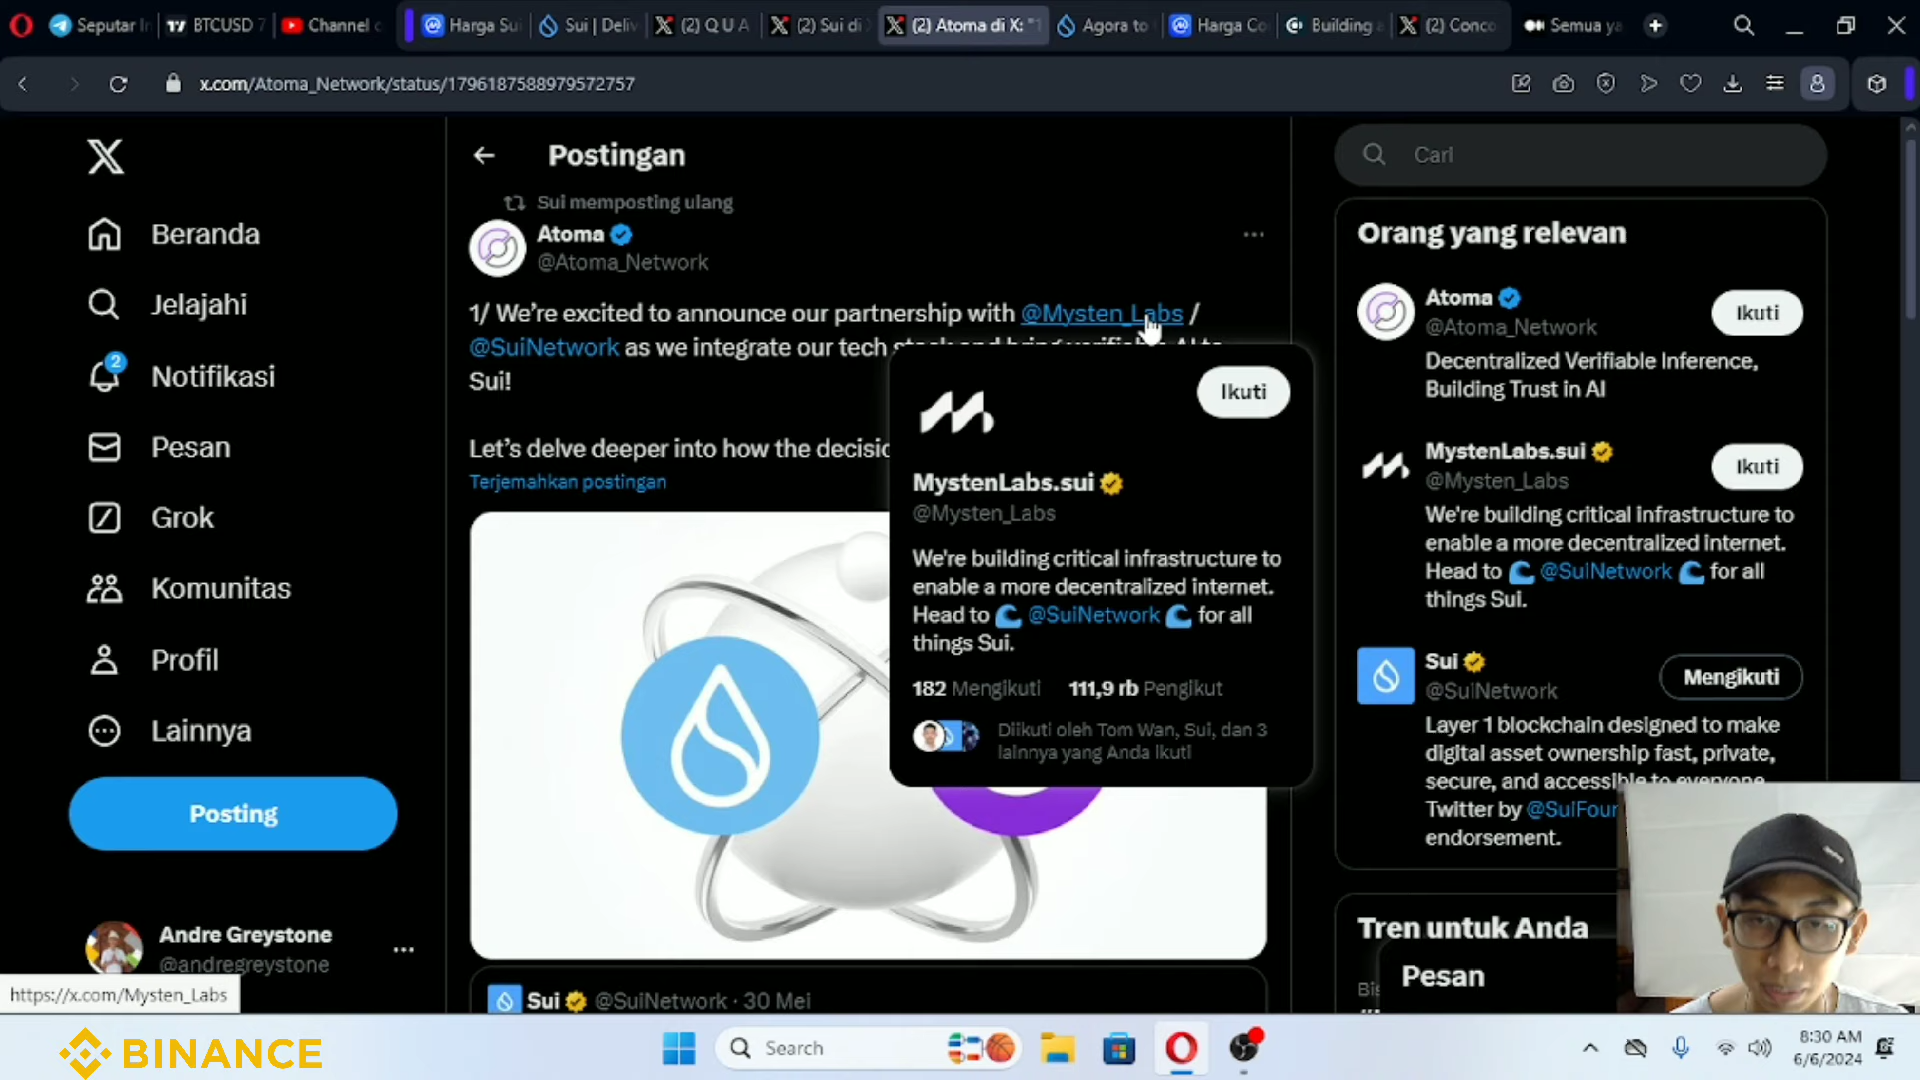 Seputar In
BTCUSD 7
Channel c
Harga Su
Sui | Deliv
(2) Q U A
(2) Sui di X
(2) Atoma di X: "1
Agora to
Harga Co
Building a
(2) Conco
Semua ya
x.com/Atoma_Network/status/1796187588979572757
Beranda
Jelajahi
2
Notifikasi
Pesan
Grok
Komunitas
Profil
Lainnya
Posting
Andre Greystone
@andregreystone
https://x.com/Mysten_Labs
Postingan
Sui memposting ulang
Atoma
@Atoma_Network
1/ We're excited to announce our partnership with @Mysten_Labs /
@SuiNetwork as we integrate our tech stack and bring verifiable AI to
Sui!
Let's delve deeper into how the decisio
Terjemahkan postingan
Ikuti
MystenLabs.sui
@Mysten_Labs
We're building critical infrastructure to
enable a more decentralized internet.
Head to 🌊 @SuiNetwork 🌊 for all
things Sui.
182 Mengikuti 111,9 rb Pengikut
Diikuti oleh Tom Wan, Sui, dan 3
lainnya yang Anda ikuti
Sui @SuiNetwork · 30 Mei
Cari
Orang yang relevan
Atoma
@Atoma_Network
Ikuti
Decentralized Verifiable Inference,
Building Trust in AI
MystenLabs.sui
@Mysten_Labs
Ikuti
We're building critical infrastructure to
enable a more decentralized internet.
Head to 🌊 @SuiNetwork 🌊 for all
things Sui.
Sui
@SuiNetwork
Mengikuti
Layer 1 blockchain designed to make
digital asset ownership fast, private,
secure, and accessible to everyone.
Twitter by @SuiFour
endorsement.
Tren untuk Anda
Pesan
BINANCE
Search
8:30 AM
6/6/2024